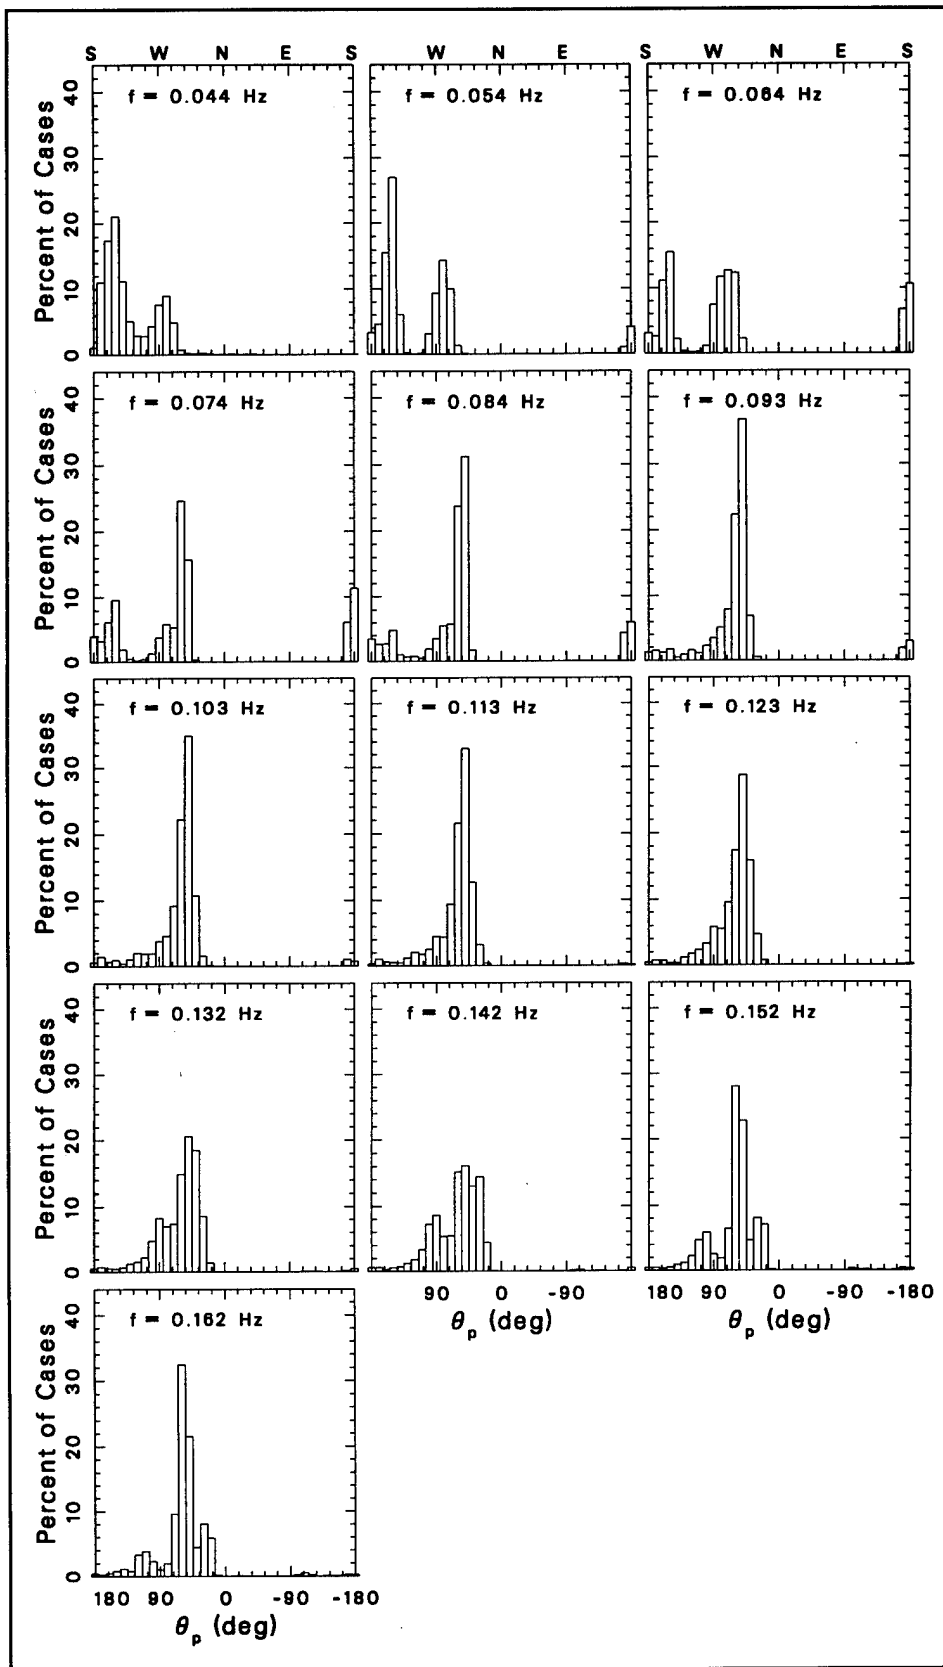 S W N E S W N E S W N E S
f = 0.044 Hz f = 0.054 Hz f = 0.064 Hz
Percent of Cases
40
30
20
10
0
f = 0.074 Hz f = 0.084 Hz f = 0.093 Hz
Percent of Cases
40
30
20
10
0
f = 0.103 Hz f = 0.113 Hz f = 0.123 Hz
Percent of Cases
40
30
20
10
0
f = 0.132 Hz f = 0.142 Hz f = 0.152 Hz
Percent of Cases
40
30
20
10
0
90 0 -90 180 90 0 -90 -180
θp (deg) θp (deg)
f = 0.162 Hz
Percent of Cases
40
30
20
10
0
180 90 0 -90 -180
θp (deg)